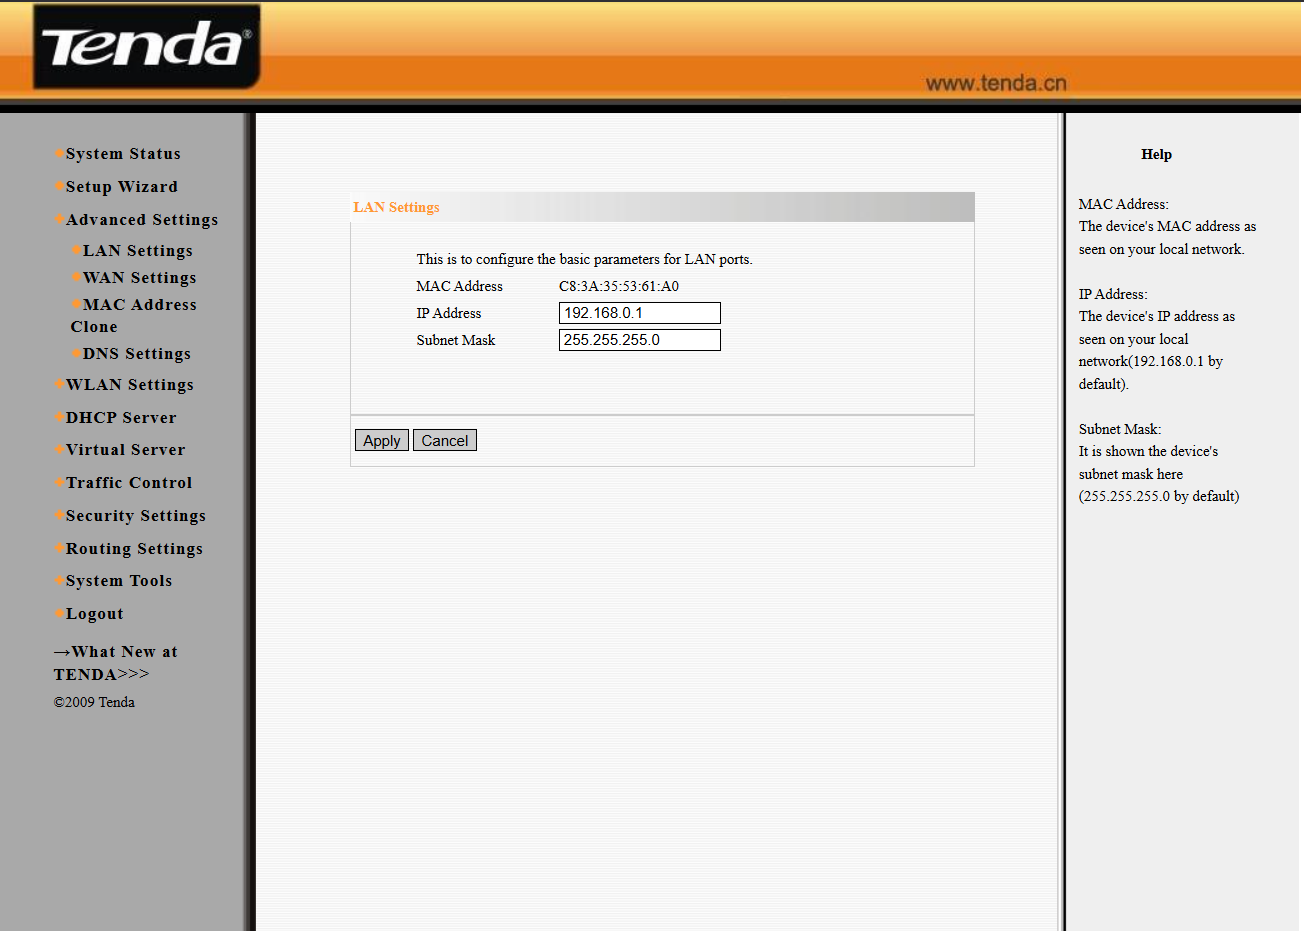 Tenda®
www.tenda.cn
System Status
Setup Wizard
Advanced Settings
LAN Settings
WAN Settings
MAC Address
Clone
DNS Settings
WLAN Settings
DHCP Server
Virtual Server
Traffic Control
Security Settings
Routing Settings
System Tools
Logout
→What New at
TENDA>>>
©2009 Tenda
LAN Settings
This is to configure the basic parameters for LAN ports.
MAC Address C8:3A:35:53:61:A0
IP Address 192.168.0.1
Subnet Mask 255.255.255.0
Apply Cancel
Help
MAC Address:
The device's MAC address as
seen on your local network.
IP Address:
The device's IP address as
seen on your local
network(192.168.0.1 by
default).
Subnet Mask:
It is shown the device's
subnet mask here
(255.255.255.0 by default)